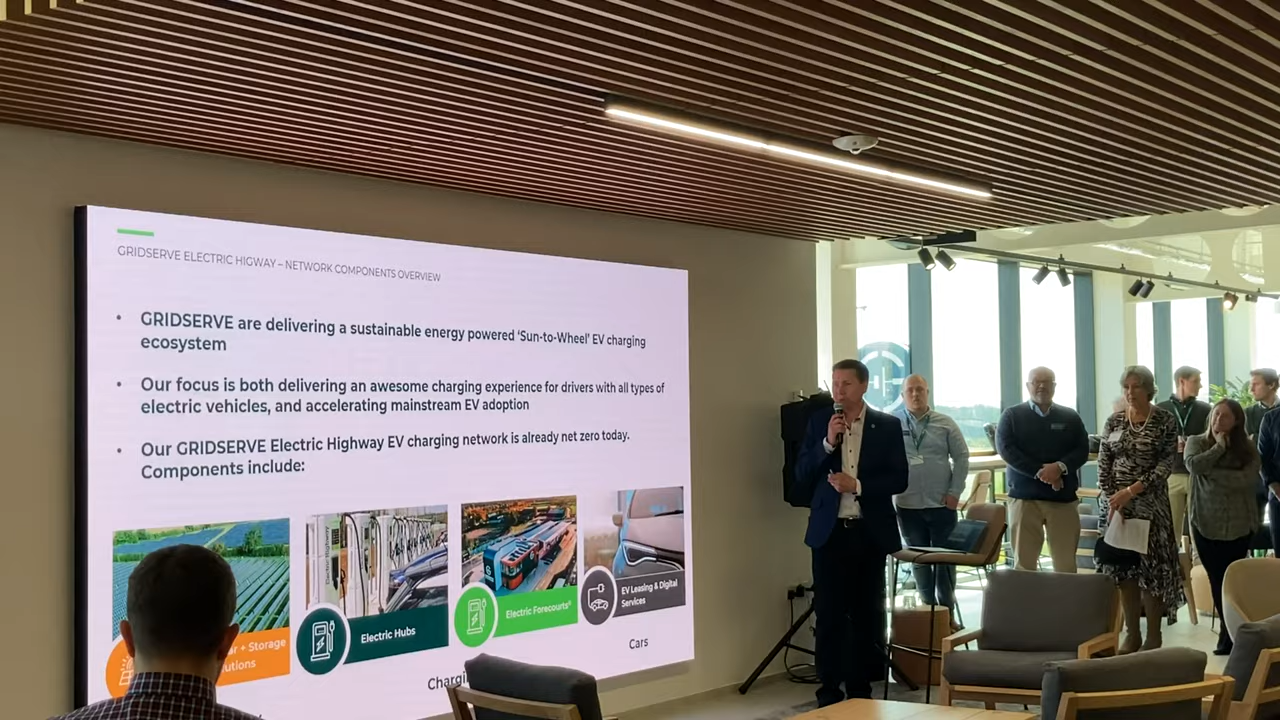 GRIDSERVE ELECTRIC HIGWAY – NETWORK COMPONENTS OVERVIEW
• GRIDSERVE are delivering a sustainable energy powered ‘Sun-to-Wheel’ EV charging
ecosystem
• Our focus is both delivering an awesome charging experience for drivers with all types of
electric vehicles, and accelerating mainstream EV adoption
• Our GRIDSERVE Electric Highway EV charging network is already net zero today.
Components include:
+ Storage
Electric Hubs
Electric Forecourts®
EV Leasing & Digital
Services
Cars